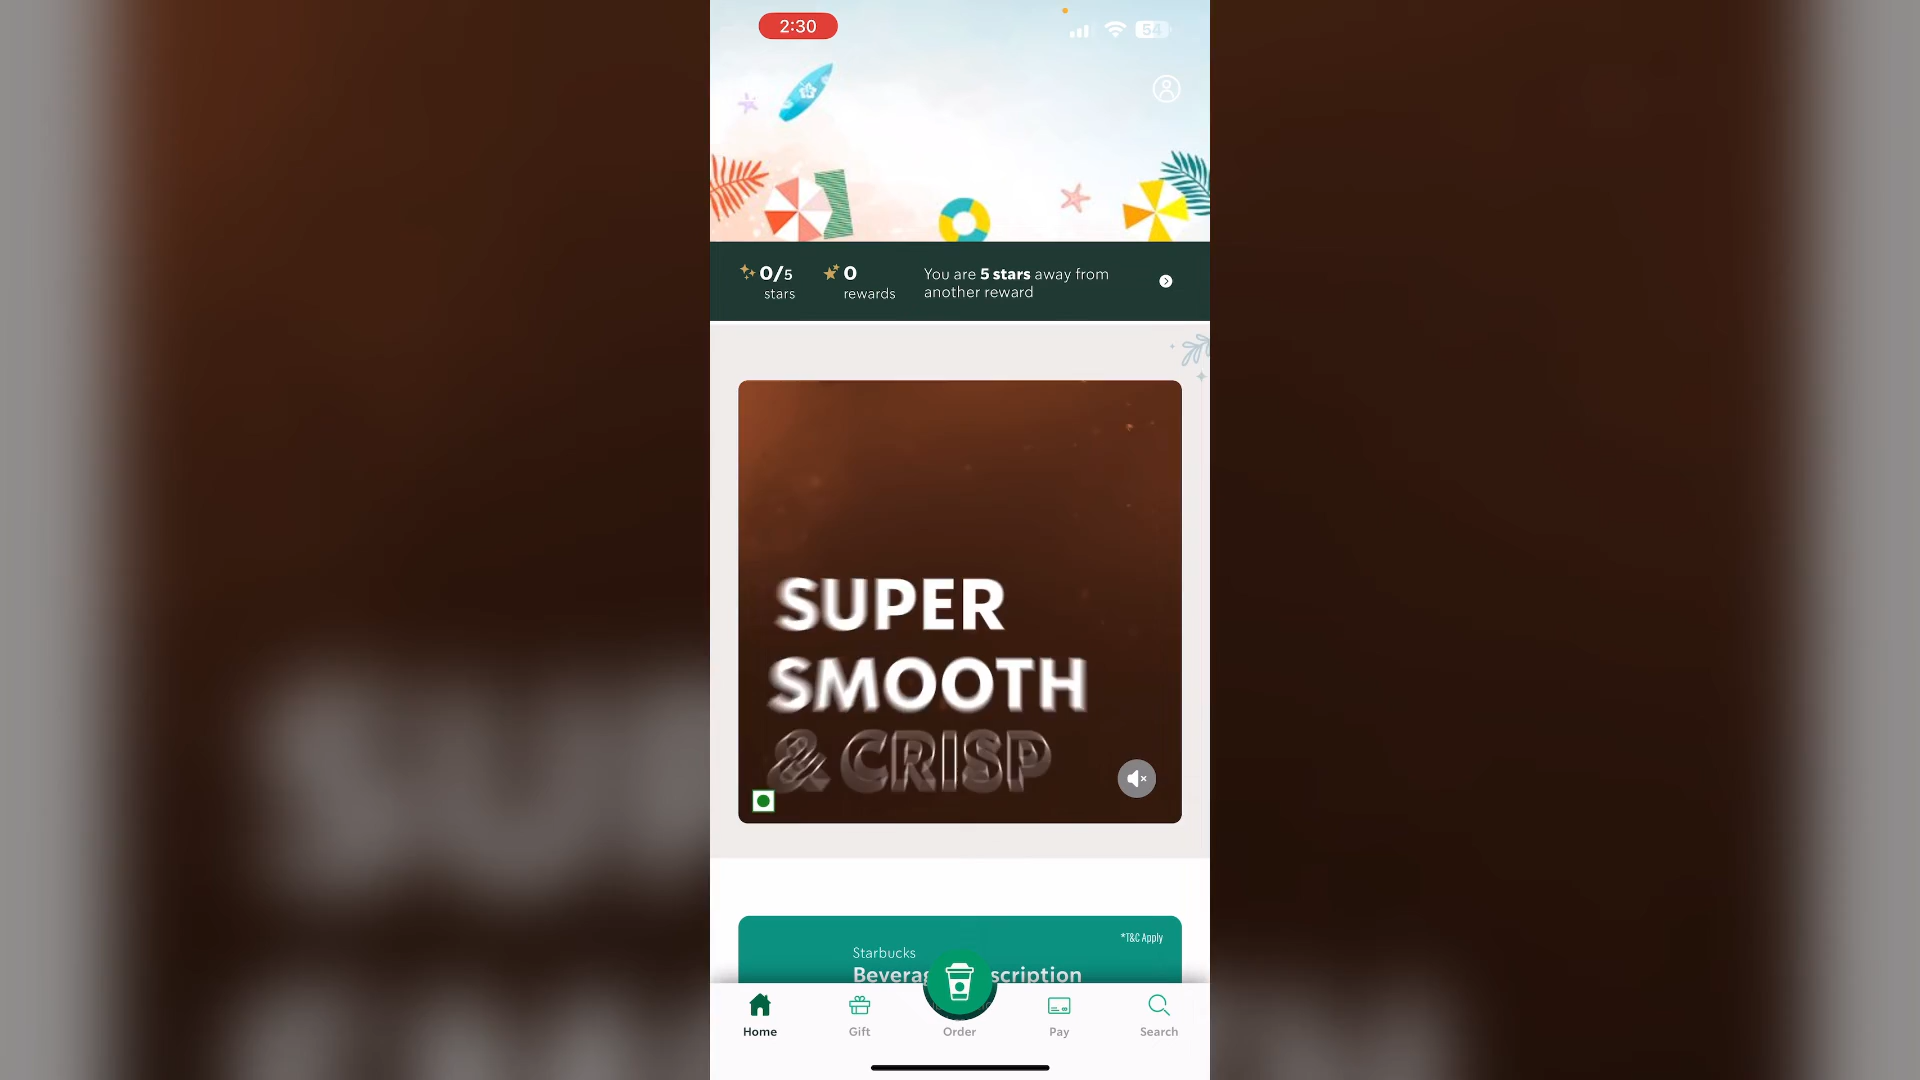 2:30
54
0/5
stars
0
rewards
You are 5 stars away from
another reward
SUPER
SMOOTH
& CRISP
*T&C Apply
Starbucks
Home
Gift
Order
Pay
Search